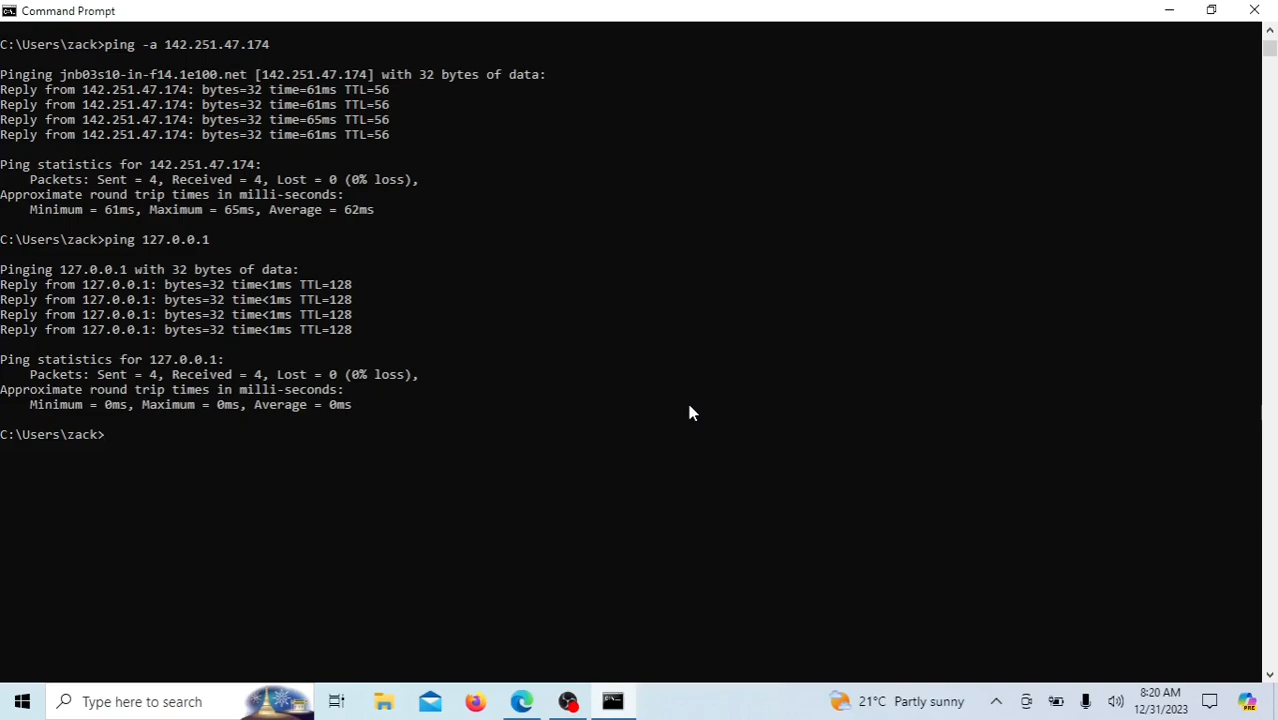 Command Prompt
C:\Users\zack>ping -a 142.251.47.174
Pinging jnb03s10-in-f14.1e100.net [142.251.47.174] with 32 bytes of data:
Reply from 142.251.47.174: bytes=32 time=61ms TTL=56
Reply from 142.251.47.174: bytes=32 time=61ms TTL=56
Reply from 142.251.47.174: bytes=32 time=65ms TTL=56
Reply from 142.251.47.174: bytes=32 time=61ms TTL=56
Ping statistics for 142.251.47.174:
Packets: Sent = 4, Received = 4, Lost = 0 (0% loss),
Approximate round trip times in milli-seconds:
Minimum = 61ms, Maximum = 65ms, Average = 62ms
C:\Users\zack>ping 127.0.0.1
Pinging 127.0.0.1 with 32 bytes of data:
Reply from 127.0.0.1: bytes=32 time<1ms TTL=128
Reply from 127.0.0.1: bytes=32 time<1ms TTL=128
Reply from 127.0.0.1: bytes=32 time<1ms TTL=128
Reply from 127.0.0.1: bytes=32 time<1ms TTL=128
Ping statistics for 127.0.0.1:
Packets: Sent = 4, Received = 4, Lost = 0 (0% loss),
Approximate round trip times in milli-seconds:
Minimum = 0ms, Maximum = 0ms, Average = 0ms
C:\Users\zack>
Type here to search
21°C Partly sunny
8:20 AM
12/31/2023
PRE